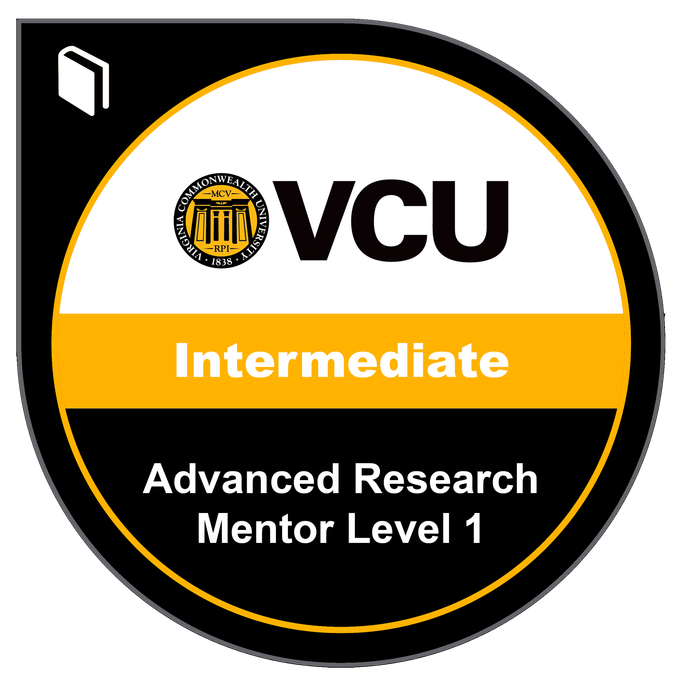 VIRGINIA COMMONWEALTH UNIVERSITY
MCV
RPI
· 1838 ·
VCU
Intermediate
Advanced Research
Mentor Level 1